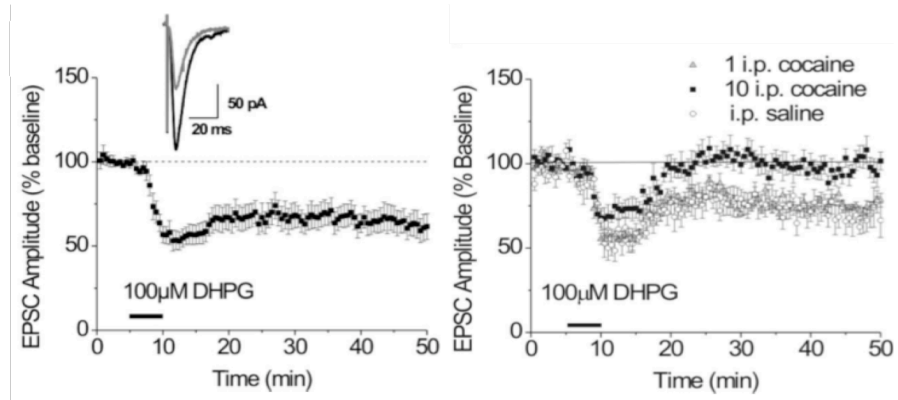 50 pA
20 ms
150
100
50
0
EPSC Amplitude (% baseline)
100µM DHPG
0
10
20
30
40
50
Time (min)
1 i.p. cocaine
10 i.p. cocaine
i.p. saline
150
100
50
0
EPSC Amplitude (% Baseline)
100µM DHPG
0
10
20
30
40
50
Time (min)